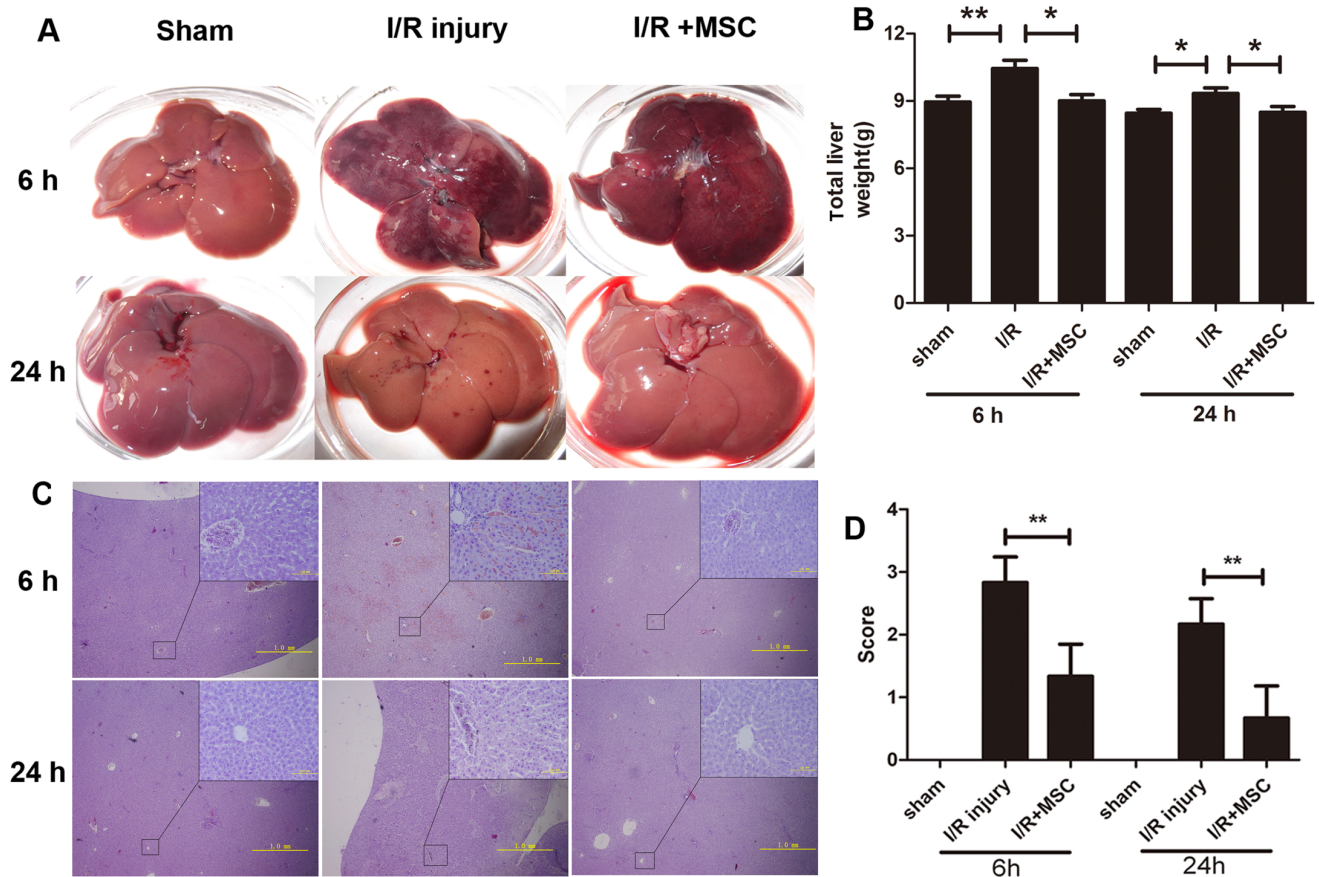 A
Sham
I/R injury
I/R +MSC
6 h
24 h
B
Total liver
weight(g)
12
9
6
3
0
**
*
*
*
sham
I/R
I/R+MSC
sham
I/R
I/R+MSC
6 h
24 h
C
6 h
24 h
1.0 mm
1.0 mm
1.0 mm
1.0 mm
1.0 mm
1.0 mm
D
Score
4
3
2
1
0
**
**
sham
I/R injury
I/R+MSC
sham
I/R injury
I/R+MSC
6h
24h